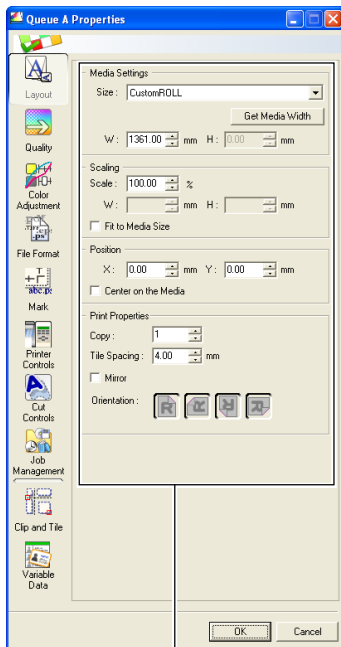 Queue A Properties
Layout
Quality
Color
Adjustment
.ps
File Format
abc.ps
Mark
Printer
Controls
Cut
Controls
Job
Management
Clip and Tile
Variable
Data
Media Settings
Size : CustomROLL
Get Media Width
W : 1361.00 mm H : 0.00 mm
Scaling
Scale : 100.00 %
W : mm H : mm
Fit to Media Size
Position
X : 0.00 mm Y : 0.00 mm
Center on the Media
Print Properties
Copy : 1
Tile Spacing : 4.00 mm
Mirror
Orientation : R R R R
OK Cancel